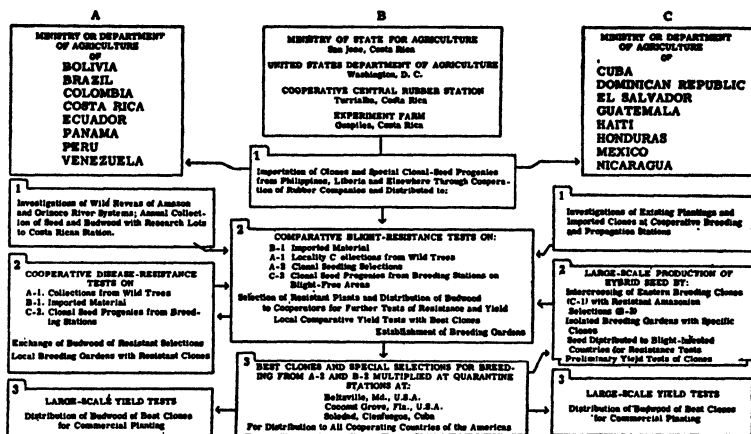 A
MINISTRY OR DEPARTMENT
OF AGRICULTURE
OF
BOLIVIA
BRAZIL
COLOMBIA
COSTA RICA
ECUADOR
PANAMA
PERU
VENEZUELA
B
MINISTRY OF STATE FOR AGRICULTURE
San Jose, Costa Rica
UNITED STATES DEPARTMENT OF AGRICULTURE
Washington, D. C.
COOPERATIVE CENTRAL RUBBER STATION
Turrialba, Costa Rica
EXPERIMENT FARM
Guapiles, Costa Rica
C
MINISTRY OR DEPARTMENT
OF AGRICULTURE
OF
CUBA
DOMINICAN REPUBLIC
EL SALVADOR
GUATEMALA
HAITI
HONDURAS
MEXICO
NICARAGUA
1
Importation of Clones and Special Clonal-Seed Progenies
from Philippines, Liberia and Elsewhere Through Coopera-
tion of Rubber Companies and Distributed to:
1
Investigations of Wild Heveas of Amazon
and Orinoco River Systems; Annual Collec-
tion of Seed and Budwood with Research Lots
to Costa Rican Station.
1
Investigations of Existing Plantings and
Imported Clones at Cooperative Breeding
and Propagation Stations
2
COMPARATIVE BLIGHT-RESISTANCE TESTS ON:
B-1 Imported Material
A-1 Locality Collections from Wild Trees
A-2 Clonal Seedling Selections
C-2 Clonal Seed Progenies from Breeding Stations on
Blight-Free Areas
Selection of Resistant Plants and Distribution of Budwood
to Cooperators for Further Tests of Resistance and Yield
Local Comparative Yield Tests with Best Clones
Establishment of Breeding Gardens
2
COOPERATIVE DISEASE-RESISTANCE
TESTS ON
A-1. Collections from Wild Trees
B-1. Imported Material
C-2. Clonal Seed Progenies from Breed-
ing Stations
Exchange of Budwood of Resistant Selections
Local Breeding Gardens with Resistant Clones
2
LARGE-SCALE PRODUCTION OF
HYBRID SEED BY:
Intercrossing of Eastern Breeding Clones
(C-1) with Resistant Amazonian
Selections (B-2)
Isolated Breeding Gardens with Specific
Clones
Seed Distributed to Blight-Infested
Countries for Resistance Tests
Preliminary Yield Tests of Clones
3
BEST CLONES AND SPECIAL SELECTIONS FOR BREED-
ING FROM A-2 AND B-2 MULTIPLIED AT QUARANTINE
STATIONS AT:
Beltsville, Md., U.S.A.
Coconut Grove, Fla., U.S.A.
Soledad, Cienfuegos, Cuba
For Distribution to All Cooperating Countries of the Americas
3
LARGE-SCALE YIELD TESTS
Distribution of Budwood of Best Clones
for Commercial Planting
3
LARGE-SCALE YIELD TESTS
Distribution of Budwood of Best Clones
for Commercial Planting